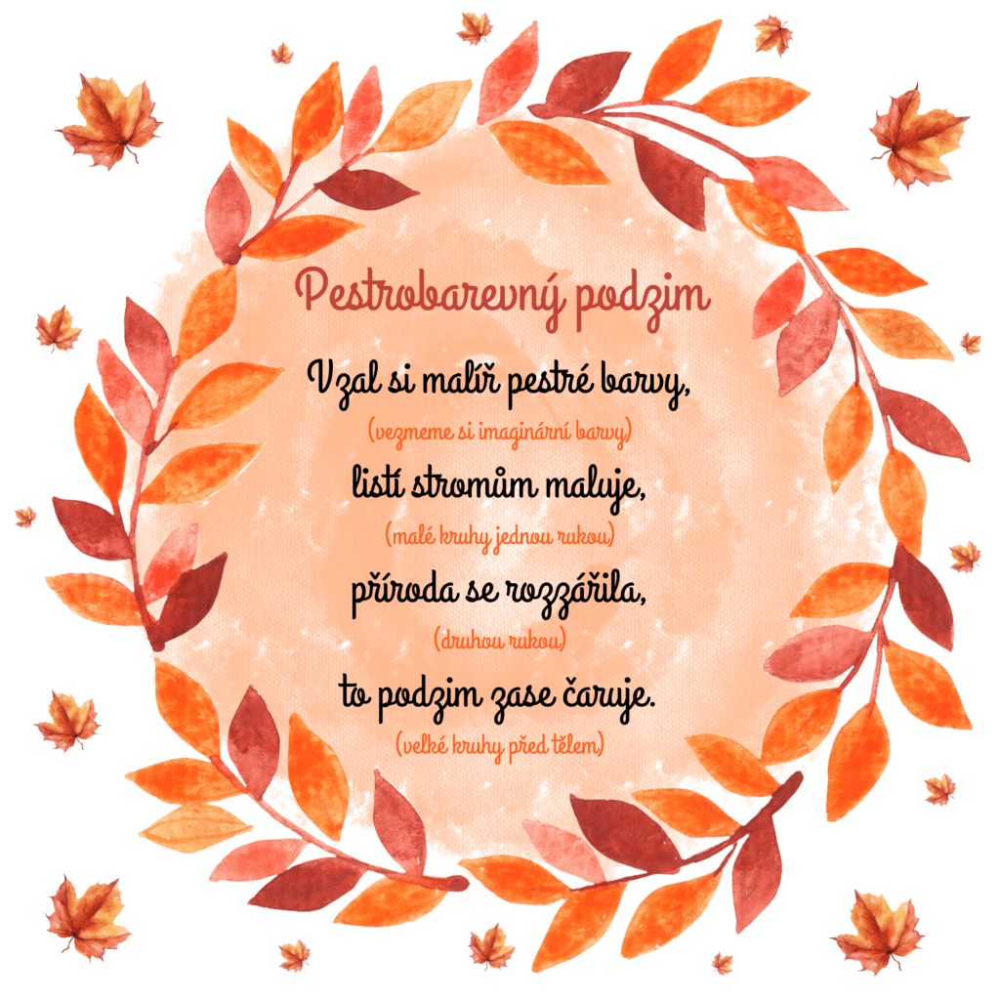 Pestrobarevný podzim
Vzal si malíř pestré barvy,
(vezmeme si imaginární barvy)
listí stromům maluje,
(malé kruhy jednou rukou)
příroda se rozzářila,
(druhou rukou)
to podzim zase čaruje.
(velké kruhy před tělem)